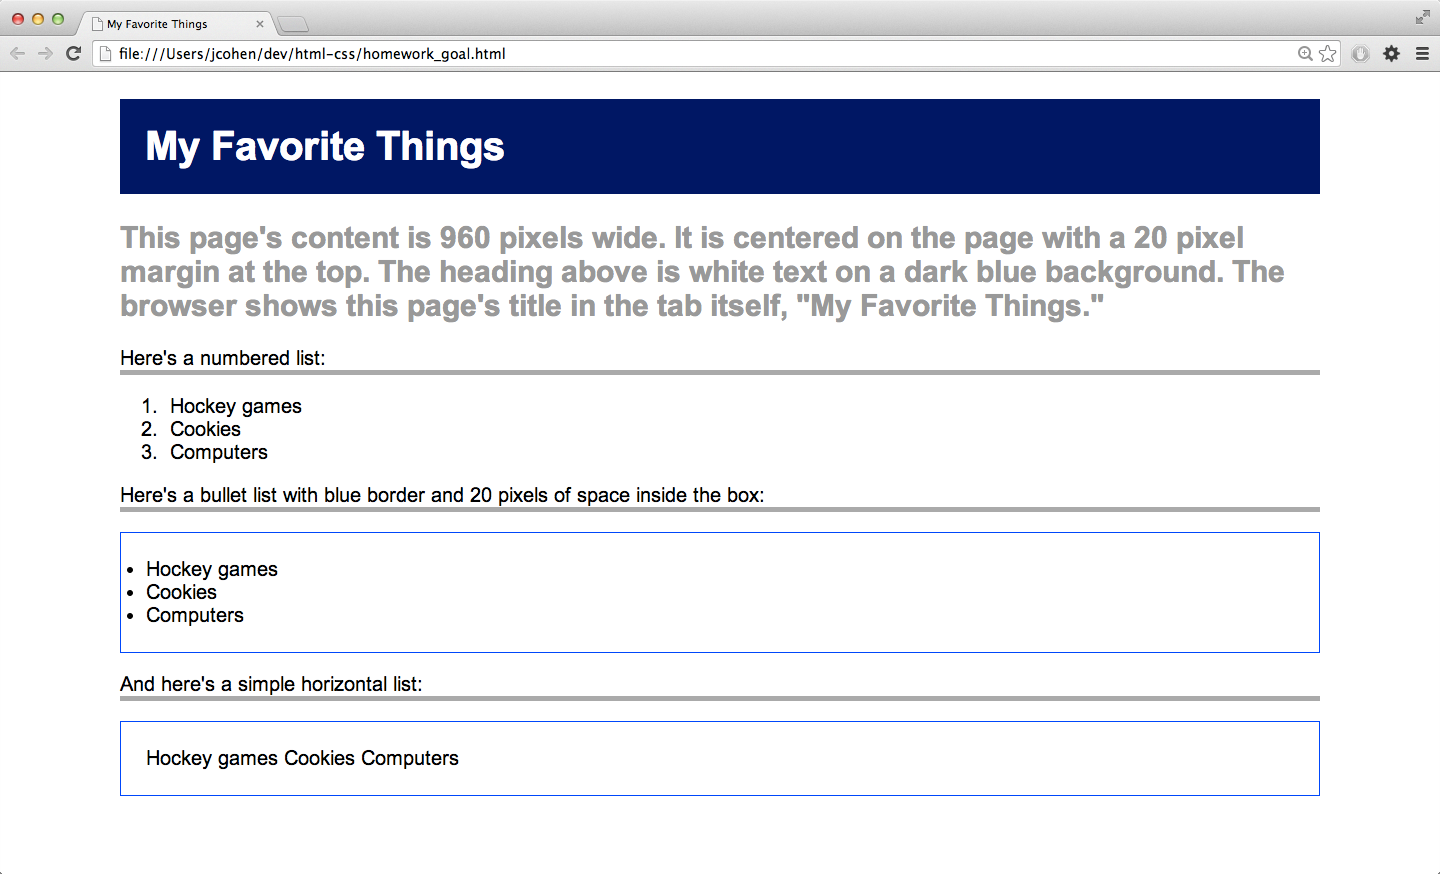 My Favorite Things
file:///Users/jcohen/dev/html-css/homework_goal.html
My Favorite Things
This page's content is 960 pixels wide. It is centered on the page with a 20 pixel
margin at the top. The heading above is white text on a dark blue background. The
browser shows this page's title in the tab itself, "My Favorite Things."
Here's a numbered list:
1. Hockey games
2. Cookies
3. Computers
Here's a bullet list with blue border and 20 pixels of space inside the box:
• Hockey games
• Cookies
• Computers
And here's a simple horizontal list:
Hockey games Cookies Computers